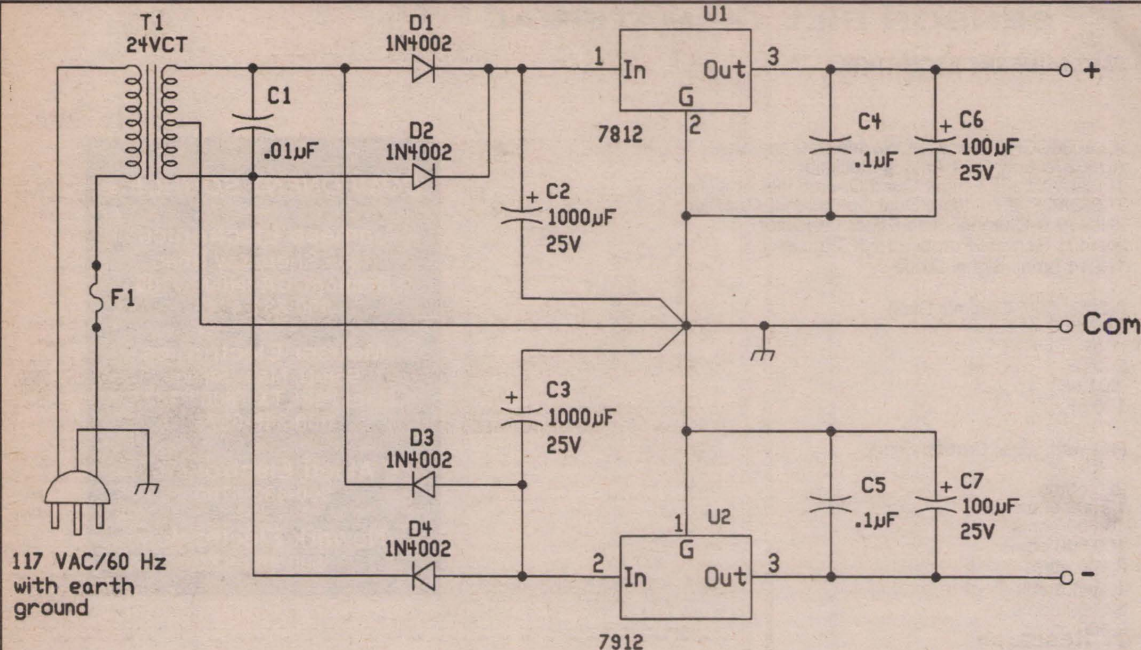 T1
24VCT
D1
1N4002
U1
1
In
Out
3
G
2
7812
+
C1
.01µF
D2
1N4002
C2
+
1000µF
25V
C4
.1µF
+
C6
100µF
25V
F1
Com
C3
+
1000µF
25V
D3
1N4002
D4
1N4002
C5
.1µF
+
C7
100µF
25V
1
U2
G
2
In
Out
3
-
7912
117 VAC/60 Hz
with earth
ground